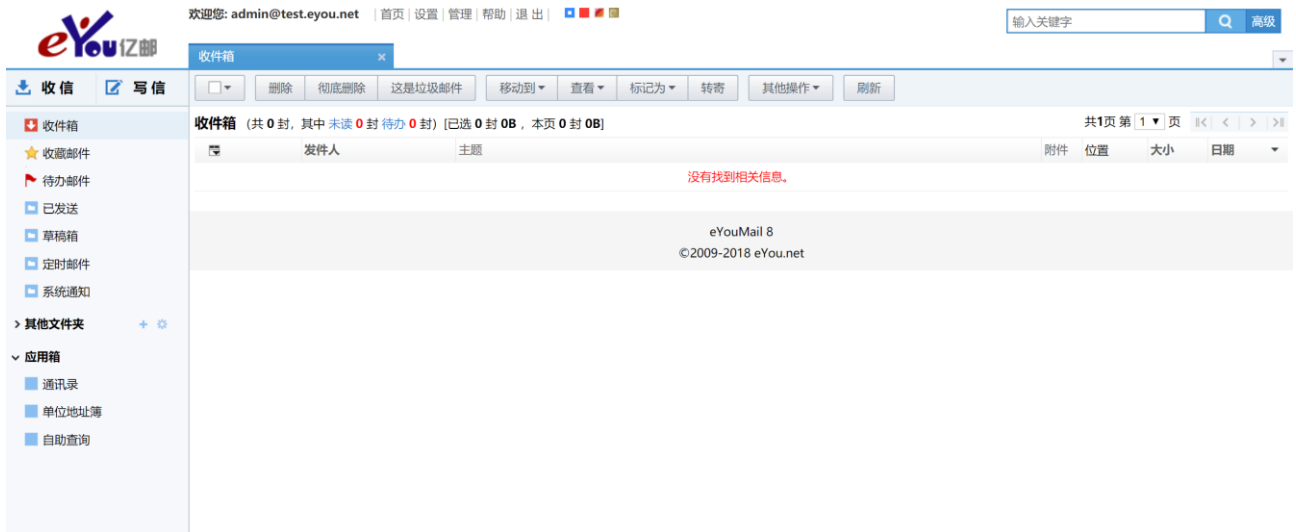 eYou亿邮
欢迎您: admin@test.eyou.net |首页|设置|管理|帮助|退 出|
输入关键字 高级
收件箱 ×
收信 写信
删除 彻底删除 这是垃圾邮件 移动到 查看 标记为 转寄 其他操作 刷新
收件箱 (共 0 封, 其中 未读 0 封 待办 0 封) [已选 0 封 0B , 本页 0 封 0B]
共1页 第 1 页
发件人 主题 附件 位置 大小 日期
没有找到相关信息。
eYouMail 8
©2009-2018 eYou.net
收件箱
收藏邮件
待办邮件
已发送
草稿箱
定时邮件
系统通知
其他文件夹
应用箱
通讯录
单位地址簿
自助查询